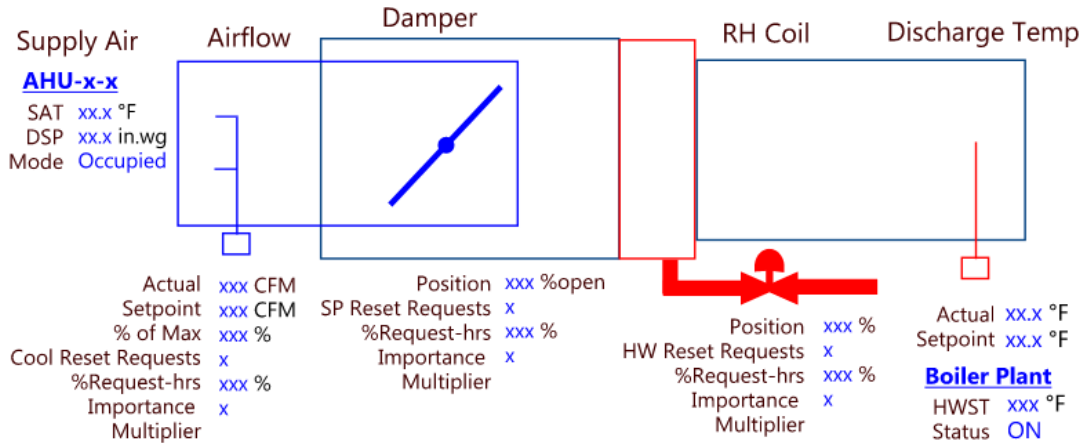 Supply Air
AHU-x-x
SAT xx.x °F
DSP xx.x in.wg
Mode Occupied
Airflow
Actual xxx CFM
Setpoint xxx CFM
% of Max xxx %
Cool Reset Requests x
%Request-hrs xxx %
Importance x
Multiplier
Damper
Position xxx %open
SP Reset Requests x
%Request-hrs xxx %
Importance x
Multiplier
RH Coil
Position xxx %
HW Reset Requests x
%Request-hrs xxx %
Importance x
Multiplier
Discharge Temp
Actual xx.x °F
Setpoint xx.x °F
Boiler Plant
HWST xxx °F
Status ON